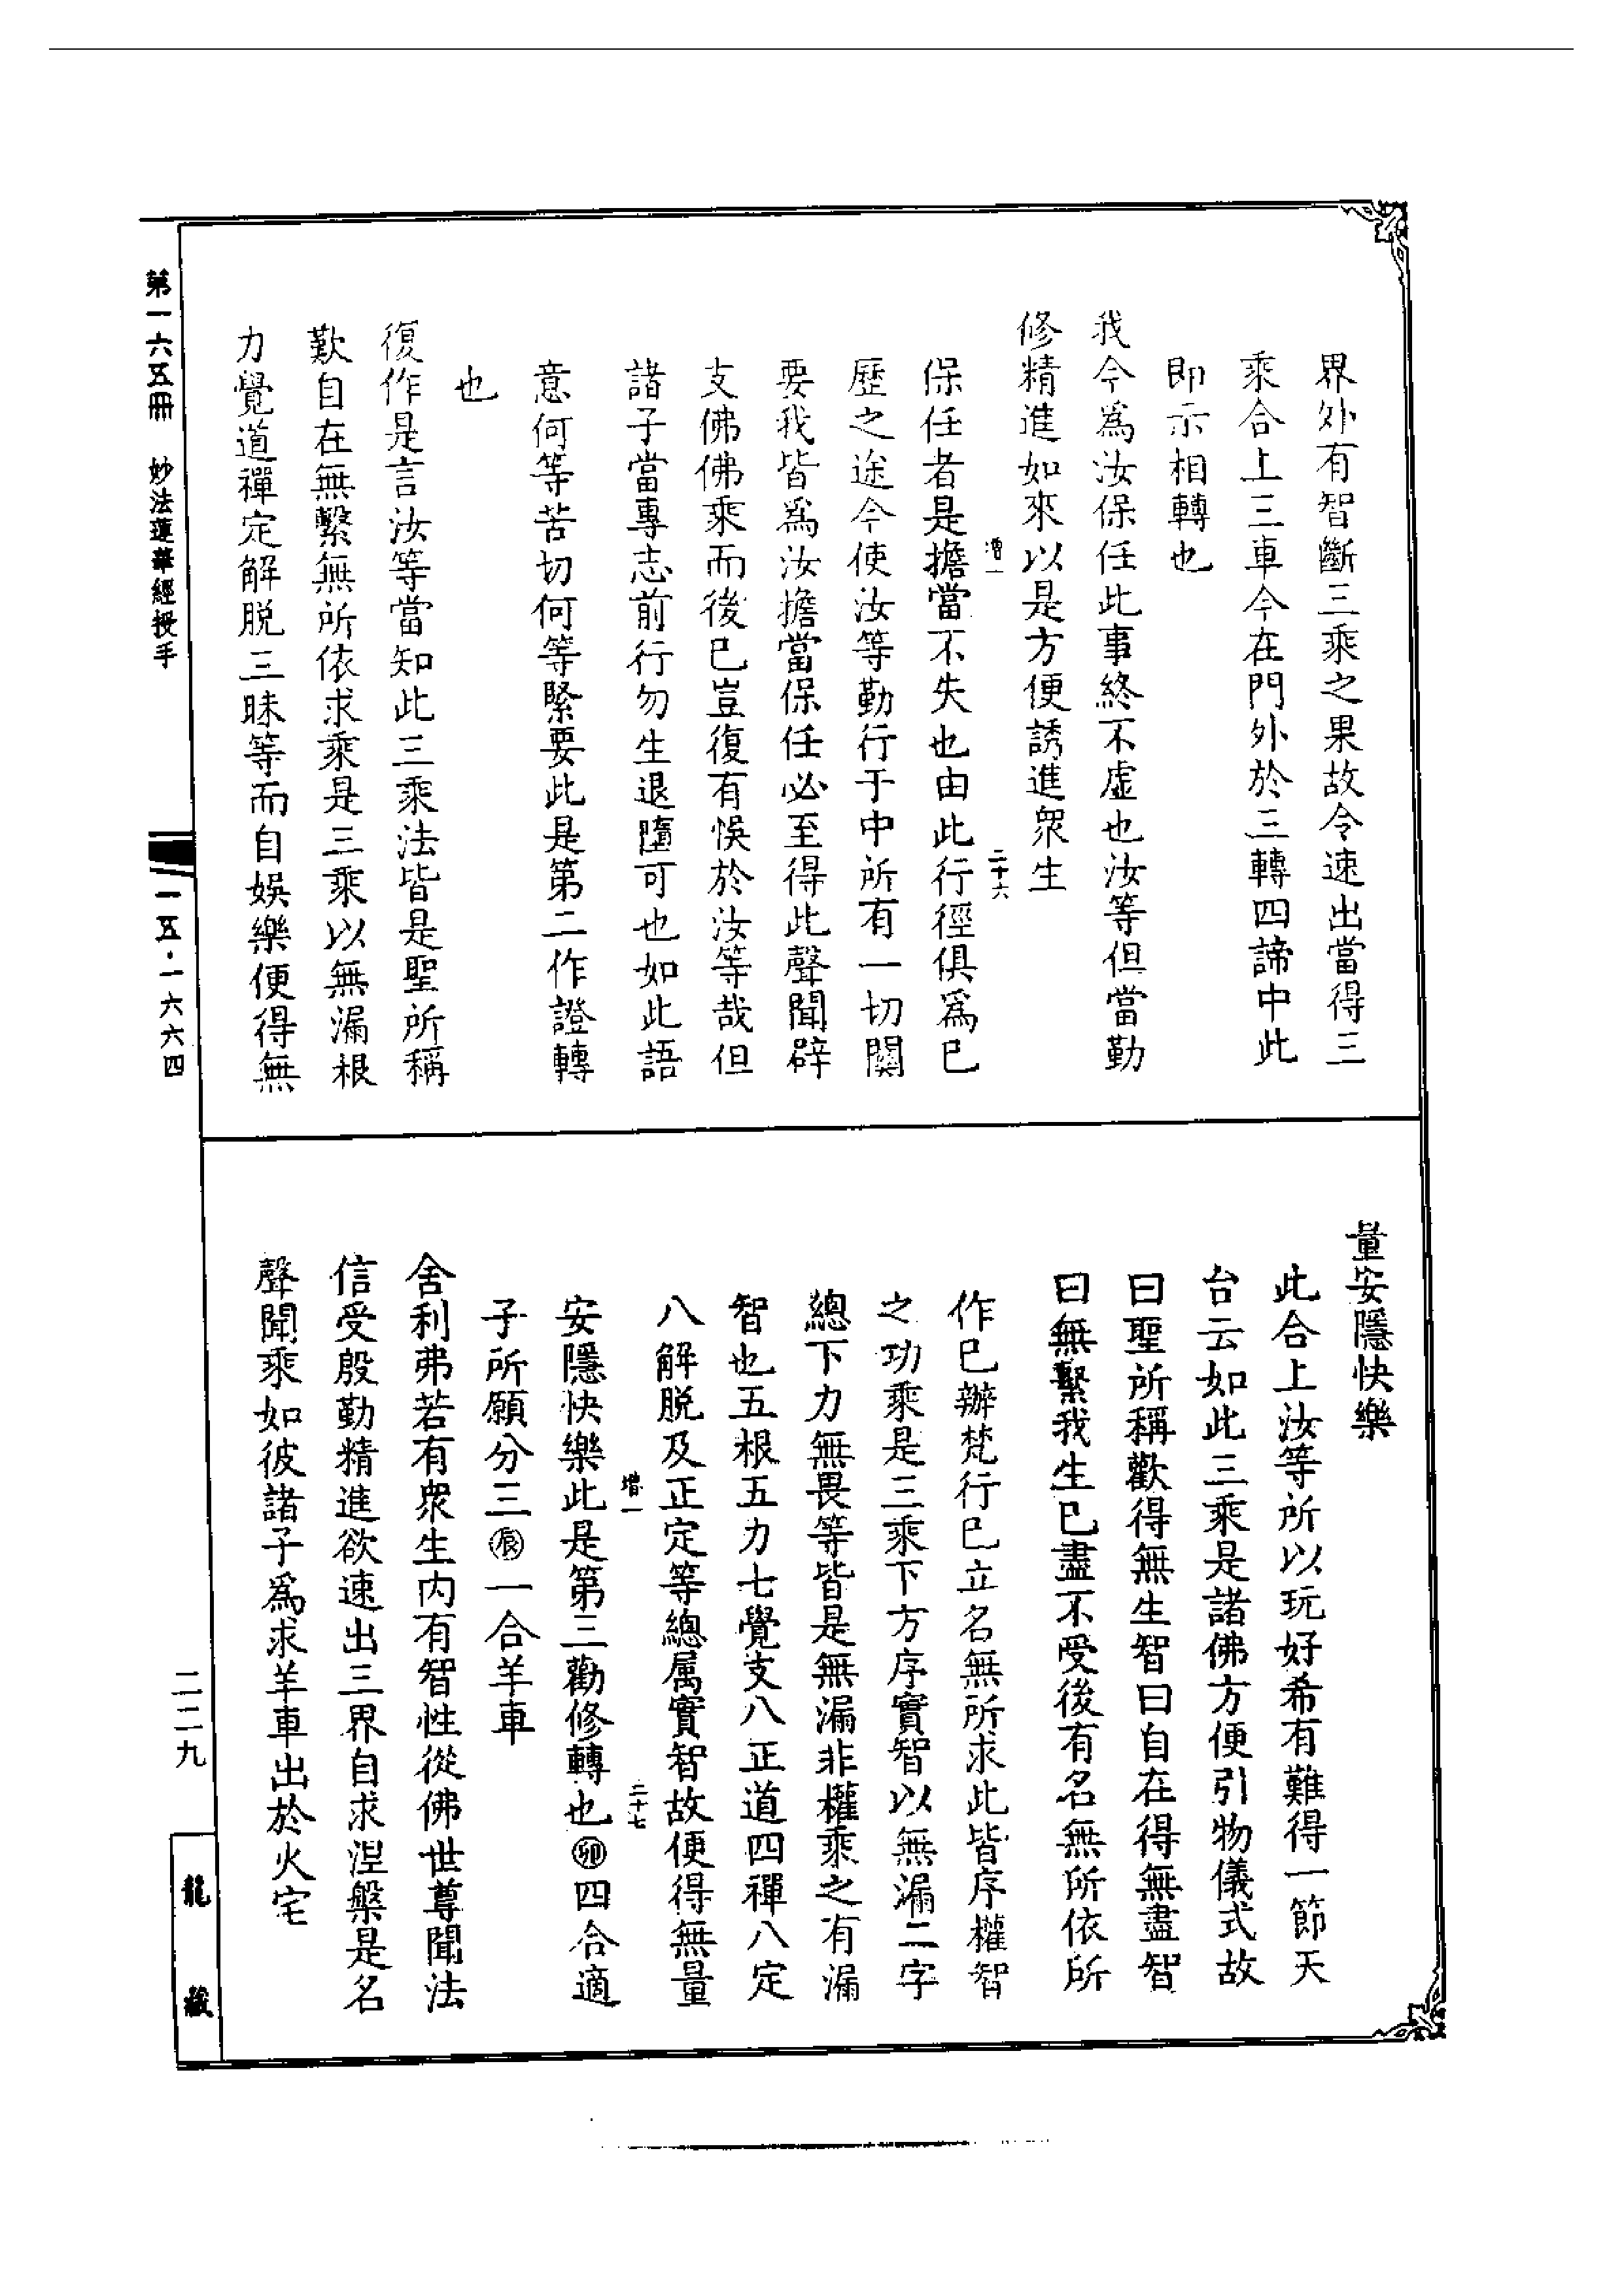 界外有智斷三乘之果故令速出當得三
乘合上三車今在門外於三轉四諦中此
即示相轉也
我今為汝保任此事終不虛也汝等但當勤
修精進如來以是方便誘進眾生
增一
二十六
保任者是擔當不失也由此行徑俱為已
歷之途今使汝等勤行于中所有一切關
要我皆為汝擔當保任必至得此聲聞辟
支佛佛乘而後已豈復有悞於汝等哉但
諸子當專志前行勿生退墮可也如此語
意何等苦切何等緊要此是第二作證轉
也
復作是言汝等當知此三乘法皆是聖所稱
歎自在無繫無所依求乘是三乘以無漏根
力覺道禪定解脫三昧等而自娛樂便得無
第一六五冊 妙法蓮華經授手
一五·一六六四
量安隱快樂
此合上汝等所以玩好希有難得一節天
台云如此三乘是諸佛方便引物儀式故
曰聖所稱歡得無生智曰自在得無盡智
曰無繫我生已盡不受後有名無所依所
作已辦梵行已立名無所求此皆序權智
之功乘是三乘下方序實智以無漏二字
總下力無畏等皆是無漏非權乘之有漏
智也五根五力七覺支八正道四禪八定
八解脫及正定等總属實智故便得無量
增一
二十七
安隱快樂此是第三勸修轉也㊞四合適
子所願分三辰一合羊車
舍利弗若有眾生內有智性從佛世尊聞法
信受殷勤精進欲速出三界自求涅槃是名
聲聞乘如彼諸子為求羊車出於火宅
二二九
龍藏